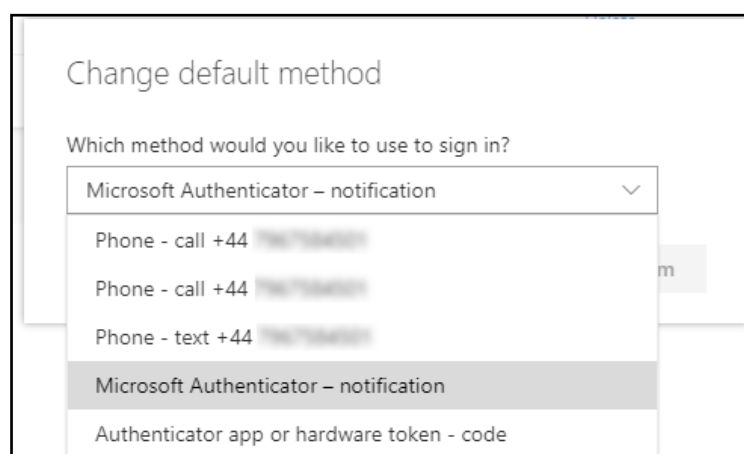 Change default method
Which method would you like to use to sign in?
Microsoft Authenticator – notification
Phone - call +44
Phone - call +44
m
Phone - text +44
Microsoft Authenticator – notification
Authenticator app or hardware token - code